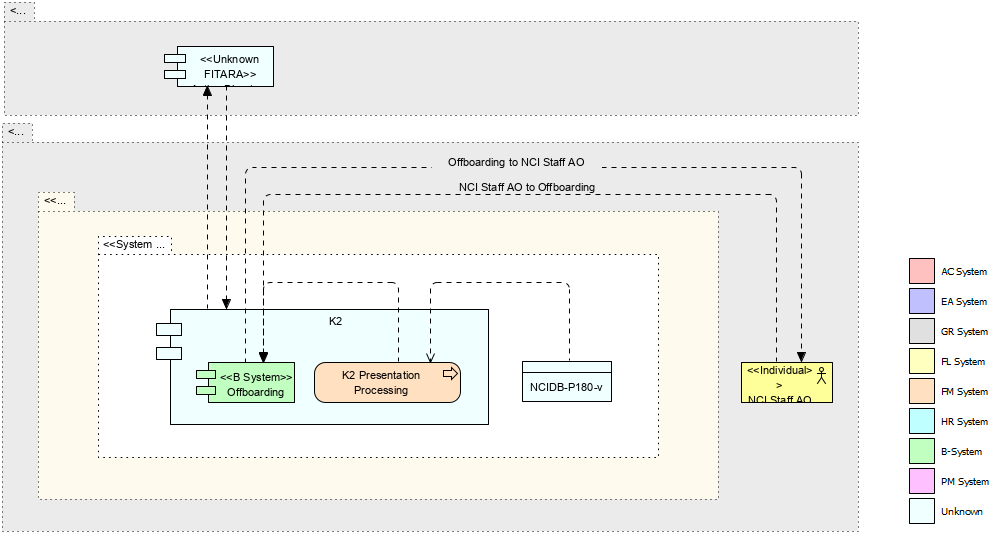 <...
<<Unknown
FITARA>>
<...
Offboarding to NCI Staff AO
NCI Staff AO to Offboarding
<<...
<<System ...
K2
<<B System>>
Offboarding
K2 Presentation
Processing
NCIDB-P180-v
<<Individual>
>
NCI Staff AO
AC System
EA System
GR System
FL System
FM System
HR System
B-System
PM System
Unknown